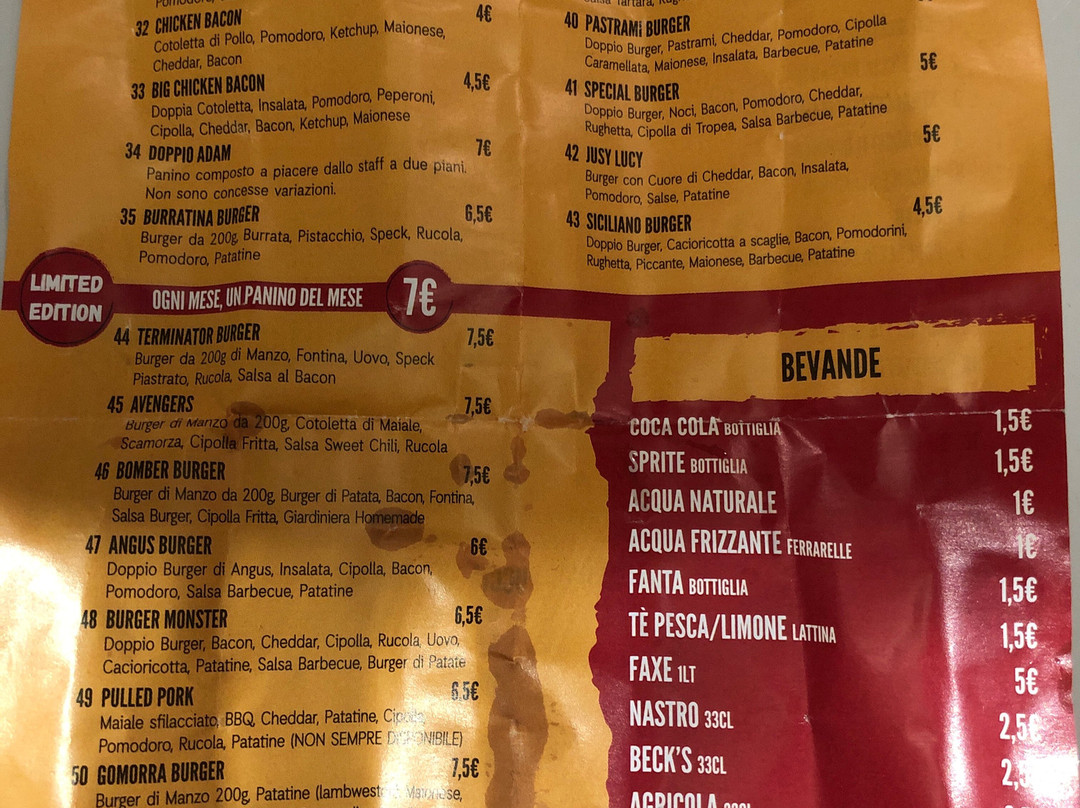 32 CHICKEN BACON 4€
Cotoletta di Pollo, Pomodoro, Ketchup, Maionese,
Cheddar, Bacon
33 BIG CHICKEN BACON 4,5€
Doppia Cotoletta, Insalata, Pomodoro, Peperoni,
Cipolla, Cheddar, Bacon, Ketchup, Maionese
34 DOPPIO ADAM 7€
Panino composto a piacere dallo staff a due piani.
Non sono concesse variazioni.
35 BURRATINA BURGER 6,5€
Burger da 200g, Burrata, Pistacchio, Speck, Rucola,
Pomodoro, Patatine
LIMITED
EDITION
OGNI MESE, UN PANINO DEL MESE 7€
44 TERMINATOR BURGER 7,5€
Burger da 200g di Manzo, Fontina, Uovo, Speck
Piastrato, Rucola, Salsa al Bacon
45 AVENGERS 7,5€
Burger di Manzo da 200g, Cotoletta di Maiale,
Scamorza, Cipolla Fritta, Salsa Sweet Chili, Rucola
46 BOMBER BURGER 7,5€
Burger di Manzo da 200g, Burger di Patata, Bacon, Fontina,
Salsa Burger, Cipolla Fritta, Giardiniera Homemade
47 ANGUS BURGER 6€
Doppio Burger di Angus, Insalata, Cipolla, Bacon,
Pomodoro, Salsa Barbecue, Patatine
48 BURGER MONSTER 6,5€
Doppio Burger, Bacon, Cheddar, Cipolla, Rucola, Uovo,
Cacioricotta, Patatine, Salsa Barbecue, Burger di Patate
49 PULLED PORK 6,5€
Maiale sfilacciato, BBQ, Cheddar, Patatine, Cipolla,
Pomodoro, Rucola, Patatine (NON SEMPRE DISPONIBILE)
50 GOMORRA BURGER 7,5€
Burger di Manzo 200g, Patatine Maionese,
Salsa Tartara,
40 PASTRAMI BURGER
Doppio Burger, Pastrami, Cheddar, Pomodoro, Cipolla
Caramellata, Maionese, Insalata, Barbecue, Patatine
41 SPECIAL BURGER 5€
Doppio Burger, Noci, Bacon, Pomodoro, Cheddar,
Rughetta, Cipolla di Tropea, Salsa Barbecue, Patatine
42 JUSY LUCY 5€
Burger con Cuore di Cheddar, Bacon, Insalata,
Pomodoro, Salse, Patatine
43 SICILIANO BURGER 4,5€
Doppio Burger, Cacioricotta a scaglie, Bacon, Pomodorini,
Rughetta, Piccante, Maionese, Barbecue, Patatine
BEVANDE
COCA COLA BOTTIGLIA 1,5€
SPRITE BOTTIGLIA 1,5€
ACQUA NATURALE 1€
ACQUA FRIZZANTE FERRARELLE 1€
FANTA BOTTIGLIA 1,5€
TÈ PESCA/LIMONE LATTINA 1,5€
FAXE 1LT 5€
NASTRO 33CL 2,5€
BECK'S 33CL
AGRICOLA